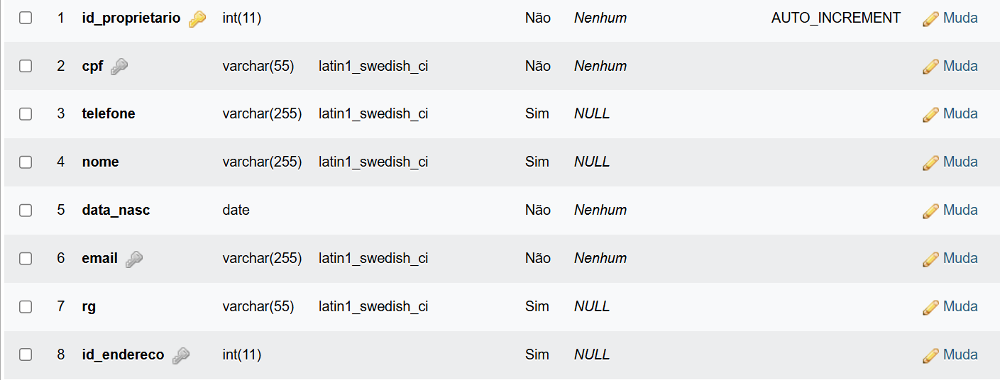 1 id_proprietario int(11) Não Nenhum AUTO_INCREMENT Muda
2 cpf varchar(55) latin1_swedish_ci Não Nenhum Muda
3 telefone varchar(255) latin1_swedish_ci Sim NULL Muda
4 nome varchar(255) latin1_swedish_ci Sim NULL Muda
5 data_nasc date Não Nenhum Muda
6 email varchar(255) latin1_swedish_ci Não Nenhum Muda
7 rg varchar(55) latin1_swedish_ci Sim NULL Muda
8 id_endereco int(11) Sim NULL Muda